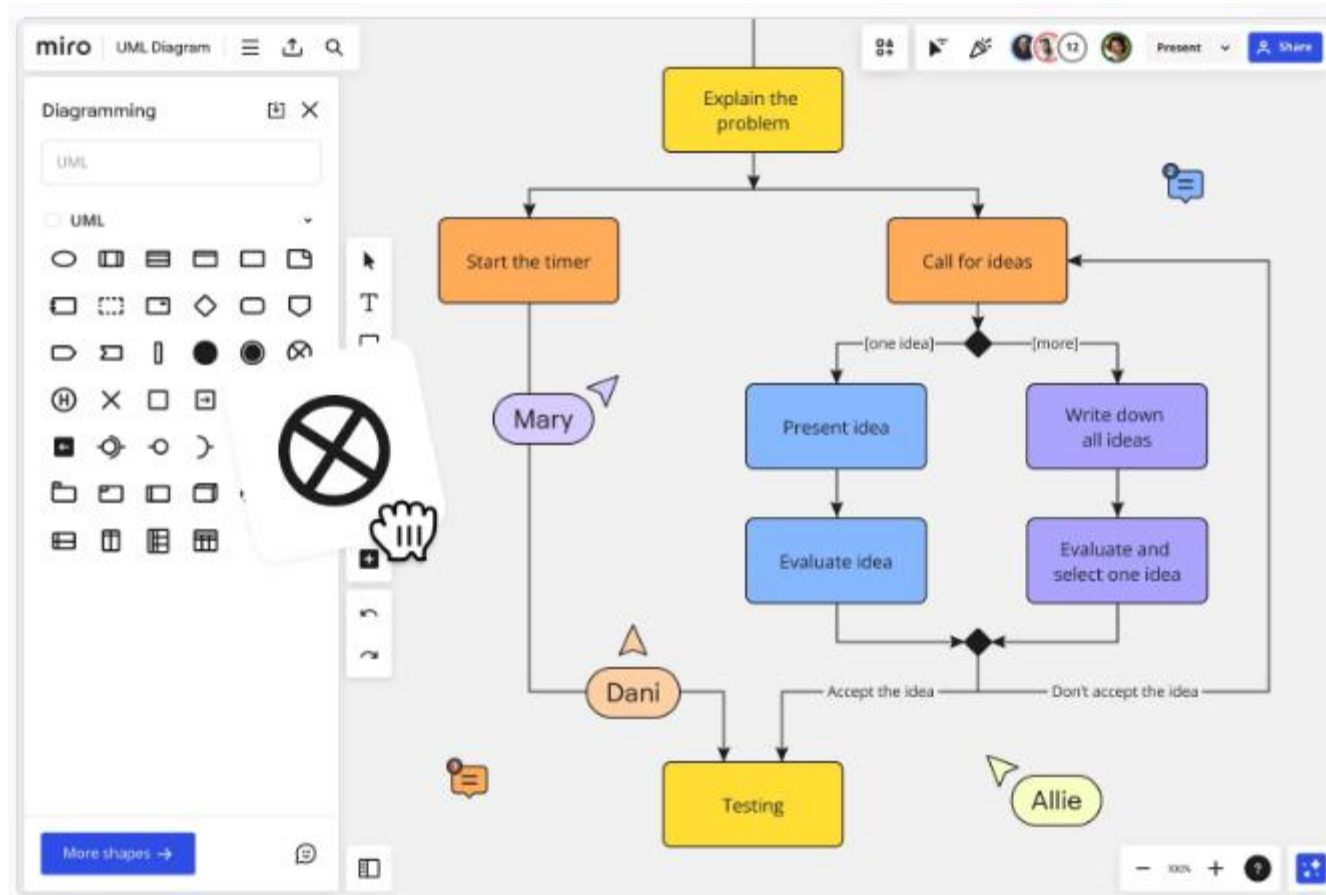 miro UML Diagram
12 Present Share
Diagramming
UML
UML
T
H
More shapes →
Explain the
problem
Start the timer
Call for ideas
[one idea] [more]
Mary
Present idea
Write down
all ideas
Evaluate idea
Evaluate and
select one idea
Dani
Accept the idea Don't accept the idea
Testing
Allie
2
100%
?